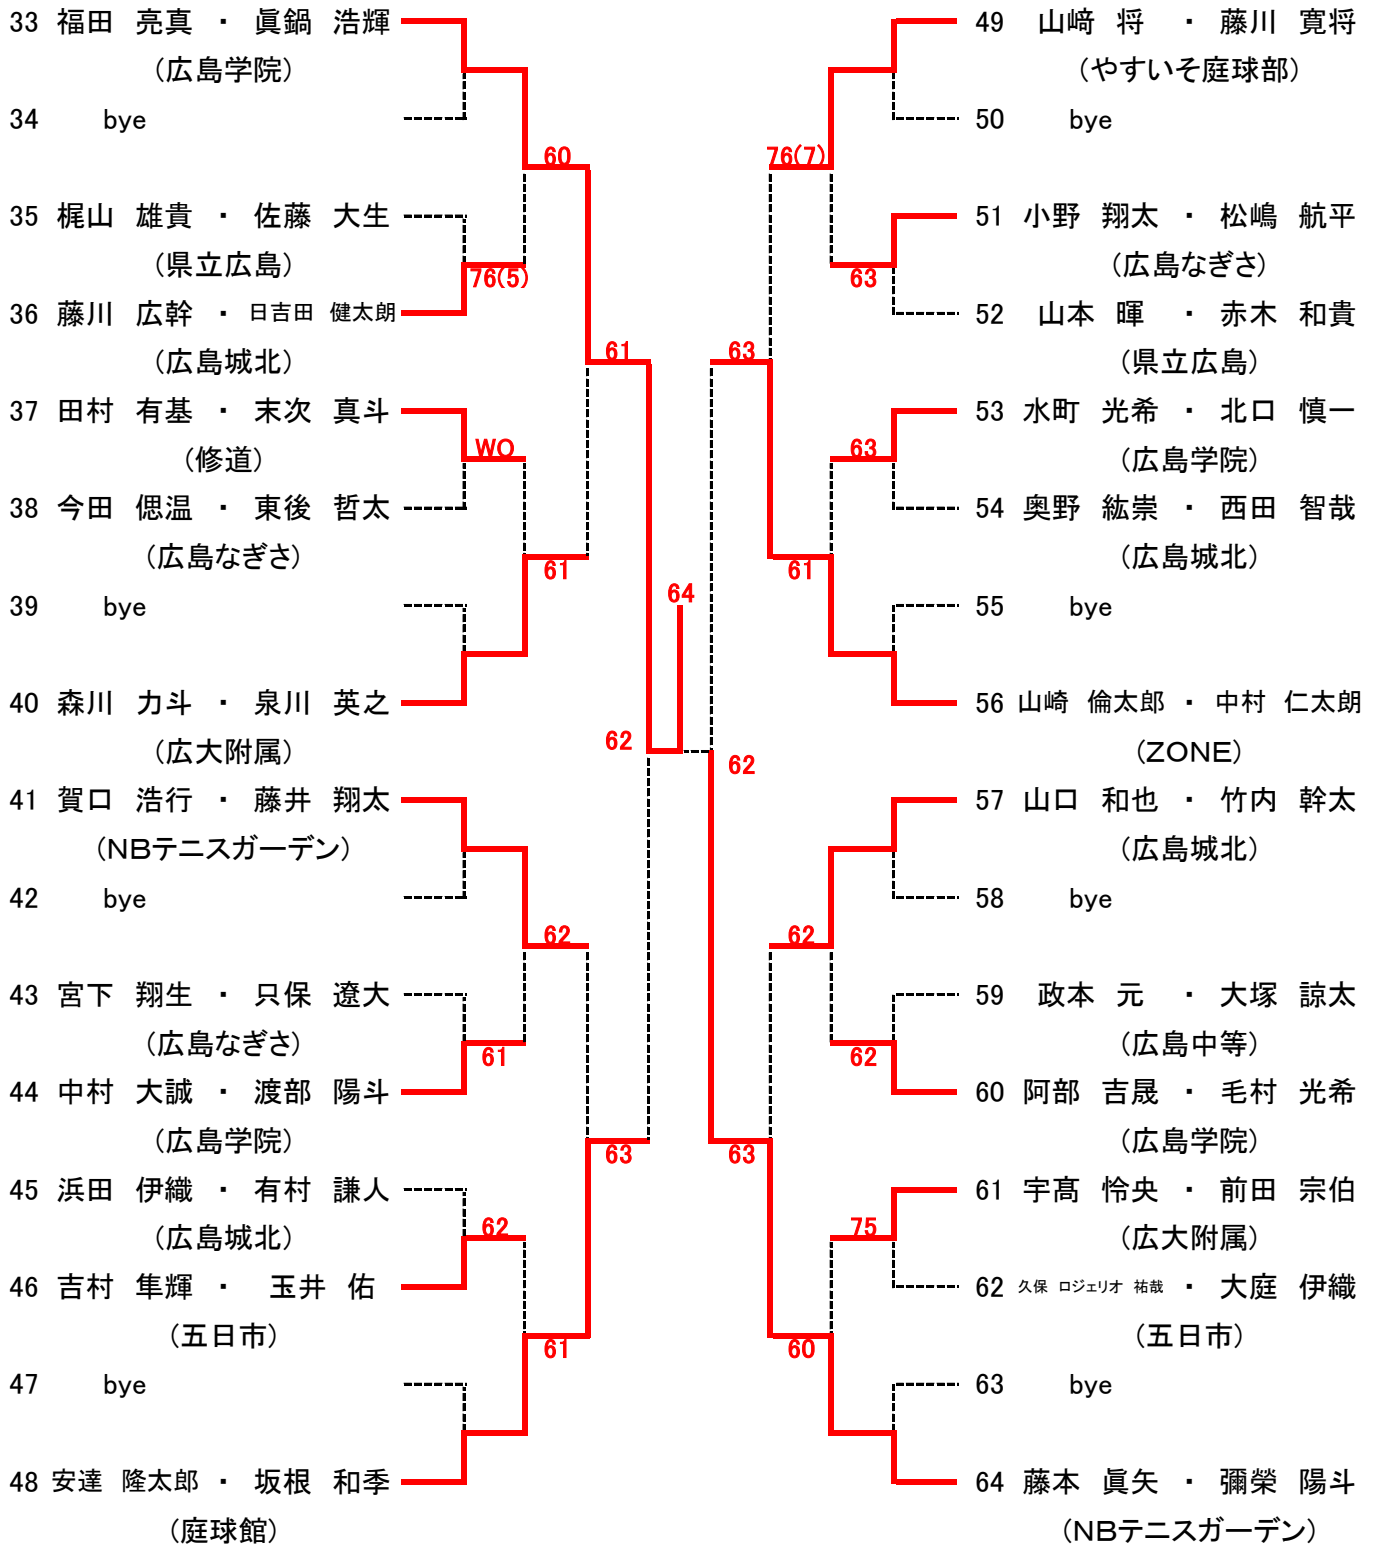 33 福田 亮真 ・ 眞鍋 浩輝
(広島学院)
34 bye
60
35 梶山 雄貴 ・ 佐藤 大生
(県立広島)
76(5)
36 藤川 広幹 ・ 日吉田 健太朗
(広島城北)
61
37 田村 有基 ・ 末次 真斗
(修道)
WO
38 今田 偲温 ・ 東後 哲太
(広島なぎさ)
61
39 bye
40 森川 力斗 ・ 泉川 英之
(広大附属)
62
41 賀口 浩行 ・ 藤井 翔太
(NBテニスガーデン)
42 bye
62
43 宮下 翔生 ・ 只保 遼大
(広島なぎさ)
61
44 中村 大誠 ・ 渡部 陽斗
(広島学院)
63
45 浜田 伊織 ・ 有村 謙人
(広島城北)
62
46 吉村 隼輝 ・ 玉井 佑
(五日市)
61
47 bye
48 安達 隆太郎 ・ 坂根 和季
(庭球館)
64
49 山﨑 将 ・ 藤川 寛将
(やすいそ庭球部)
50 bye
76(7)
51 小野 翔太 ・ 松嶋 航平
(広島なぎさ)
63
52 山本 暉 ・ 赤木 和貴
(県立広島)
63
53 水町 光希 ・ 北口 慎一
(広島学院)
63
54 奥野 紘崇 ・ 西田 智哉
(広島城北)
61
55 bye
56 山崎 倫太郎 ・ 中村 仁太朗
(ZONE)
62
57 山口 和也 ・ 竹内 幹太
(広島城北)
58 bye
62
59 政本 元 ・ 大塚 諒太
(広島中等)
62
60 阿部 吉晟 ・ 毛村 光希
(広島学院)
63
61 宇髙 怜央 ・ 前田 宗伯
(広大附属)
75
62 久保 ロジェリオ 祐哉 ・ 大庭 伊織
(五日市)
60
63 bye
64 藤本 眞矢 ・ 彌榮 陽斗
(NBテニスガーデン)